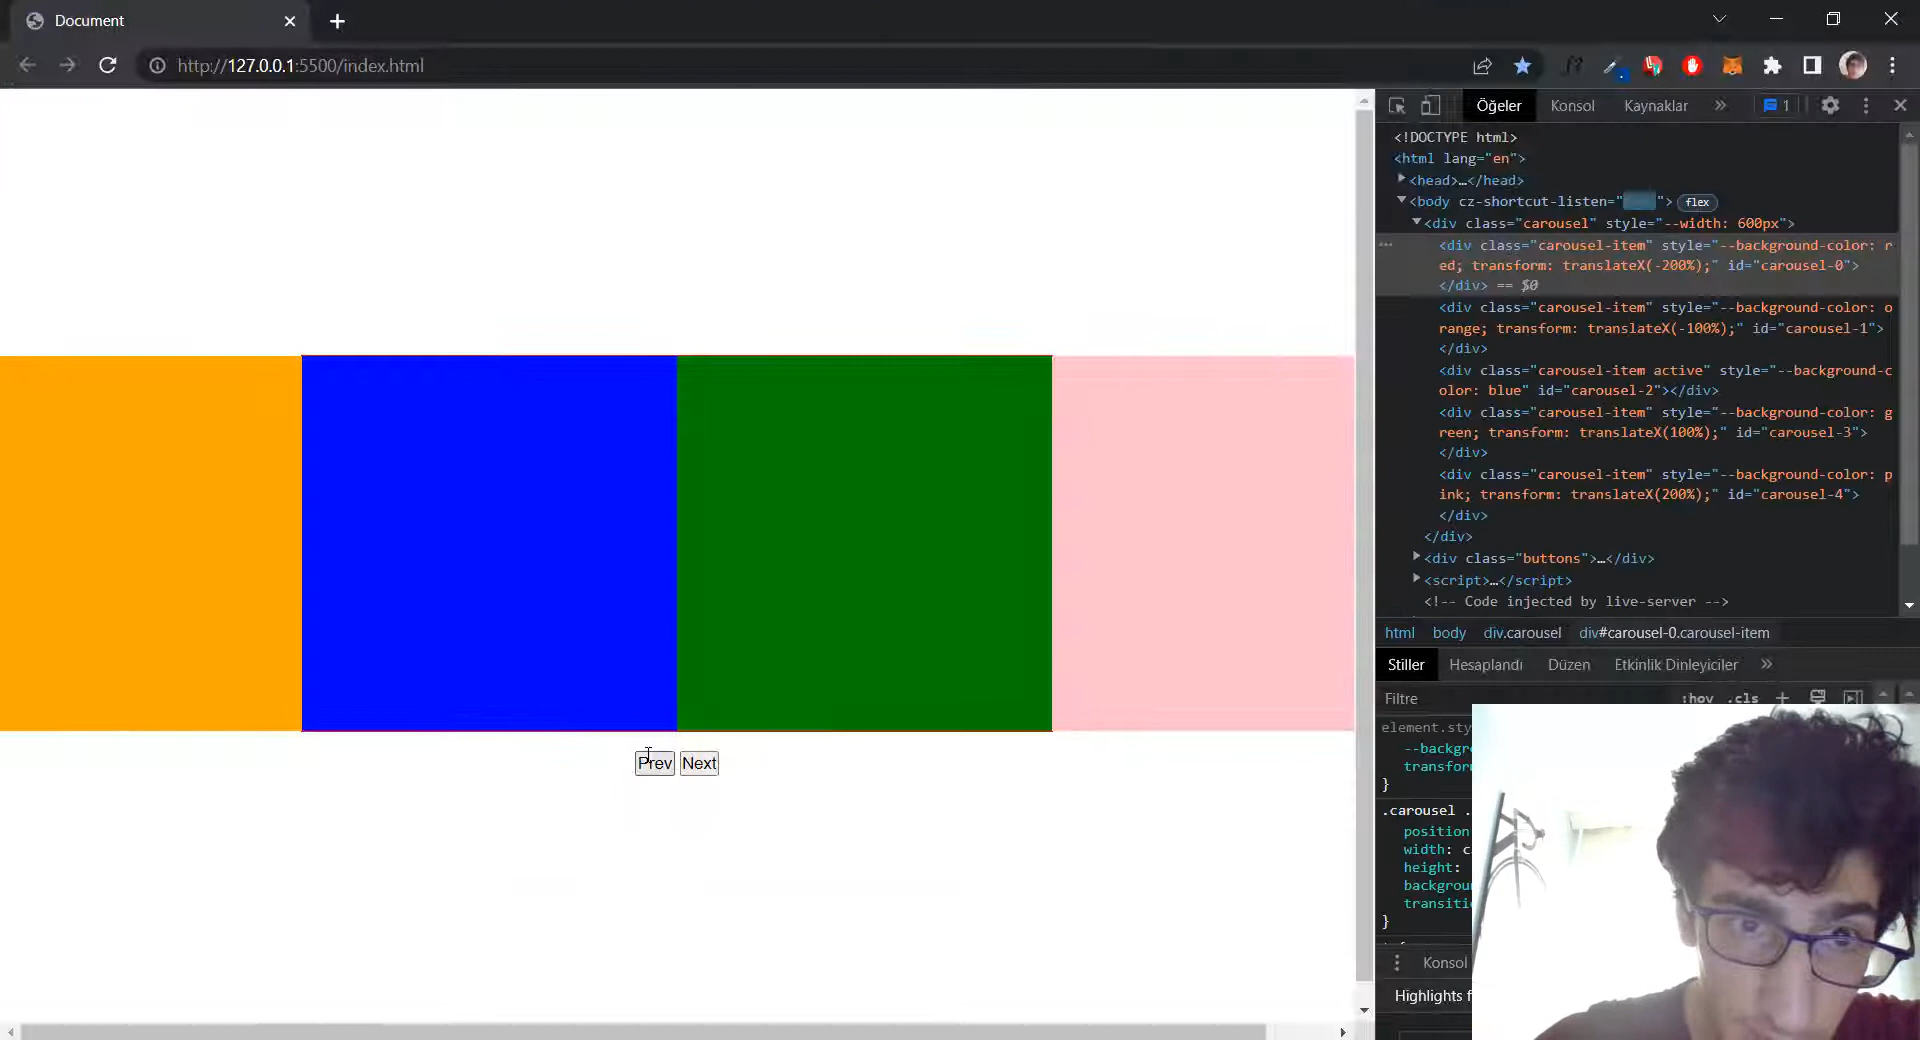 Document
http://127.0.0.1:5500/index.html
Öğeler
Konsol
Kaynaklar
1
<!DOCTYPE html>
<html lang="en">
<head>…</head>
<body cz-shortcut-listen=" "> flex
<div class="carousel" style="--width: 600px">
<div class="carousel-item" style="--background-color: r
ed; transform: translateX(-200%);" id="carousel-0">
</div> == $0
<div class="carousel-item" style="--background-color: o
range; transform: translateX(-100%);" id="carousel-1">
</div>
<div class="carousel-item active" style="--background-c
olor: blue" id="carousel-2"></div>
<div class="carousel-item" style="--background-color: g
reen; transform: translateX(100%);" id="carousel-3">
</div>
<div class="carousel-item" style="--background-color: p
ink; transform: translateX(200%);" id="carousel-4">
</div>
</div>
<div class="buttons">…</div>
<script>…</script>
<!-- Code injected by live-server -->
html body div.carousel div#carousel-0.carousel-item
Stiller Hesaplandı Düzen Etkinlik Dinleyiciler
Filtre :hov .cls
element.sty
--backgr
transform
}
.carousel .
position
width: c
height:
backgrou
transiti
}
Konsol
Highlights f
Prev Next